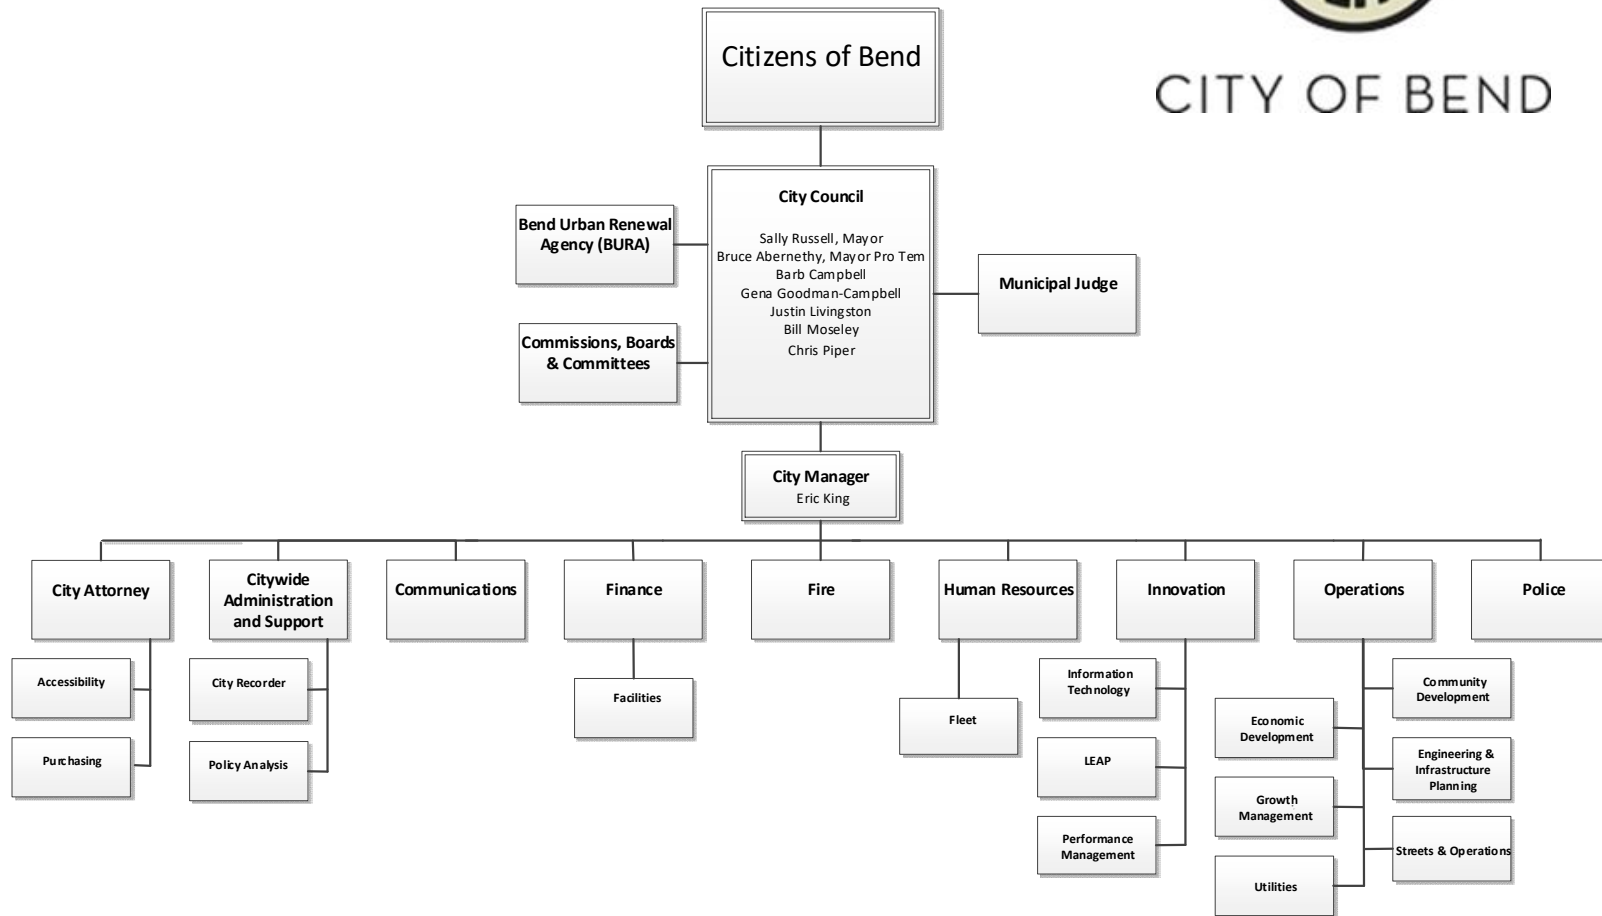 Citizens of Bend
CITY OF BEND
City Council
Sally Russell, Mayor
Bruce Abernethy, Mayor Pro Tem
Barb Campbell
Gena Goodman-Campbell
Justin Livingston
Bill Moseley
Chris Piper
Bend Urban Renewal
Agency (BURA)
Commissions, Boards
& Committees
Municipal Judge
City Manager
Eric King
City Attorney
Citywide
Administration
and Support
Communications
Finance
Fire
Human Resources
Innovation
Operations
Police
Accessibility
Purchasing
City Recorder
Policy Analysis
Facilities
Fleet
Information
Technology
LEAP
Performance
Management
Economic
Development
Growth
Management
Utilities
Community
Development
Engineering &
Infrastructure
Planning
Streets & Operations